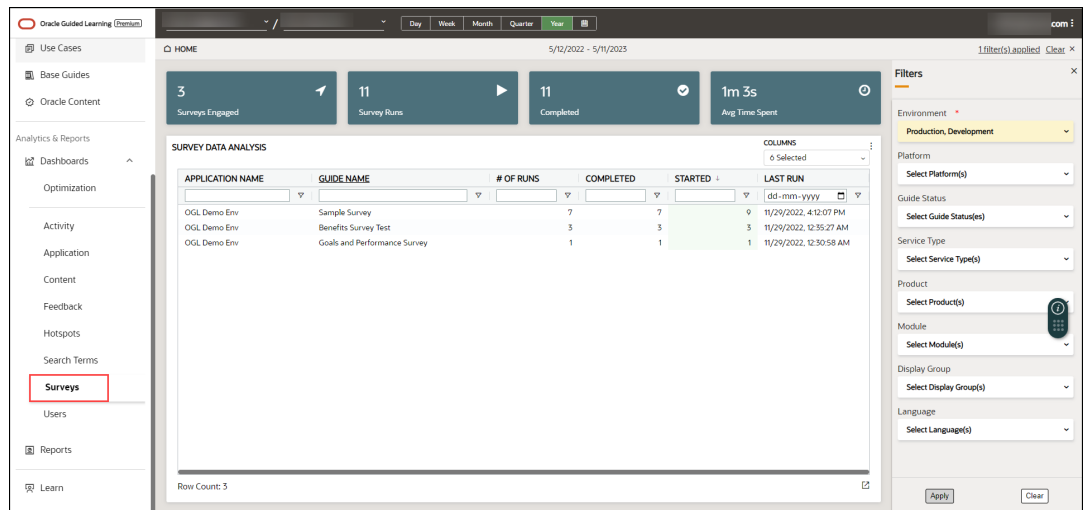 Oracle Guided Learning Premium
/
Day Week Month Quarter Year
com
Use Cases
Base Guides
Oracle Content
Analytics & Reports
Dashboards
Optimization
Activity
Application
Content
Feedback
Hotspots
Search Terms
Surveys
Users
Reports
Learn
HOME
5/12/2022 - 5/11/2023
1 filter(s) applied Clear ×
3
Surveys Engaged
11
Survey Runs
11
Completed
1m 3s
Avg Time Spent
SURVEY DATA ANALYSIS
COLUMNS
6 Selected
APPLICATION NAME GUIDE NAME # OF RUNS COMPLETED STARTED ↓ LAST RUN
dd-mm-yyyy
OGL Demo Env Sample Survey 7 7 9 11/29/2022, 4:12:07 PM
OGL Demo Env Benefits Survey Test 3 3 3 11/29/2022, 12:35:27 AM
OGL Demo Env Goals and Performance Survey 1 1 1 11/29/2022, 12:30:58 AM
Row Count: 3
Filters ×
Environment *
Production, Development
Platform
Select Platform(s)
Guide Status
Select Guide Status(es)
Service Type
Select Service Type(s)
Product
Select Product(s)
Module
Select Module(s)
Display Group
Select Display Group(s)
Language
Select Language(s)
Apply Clear